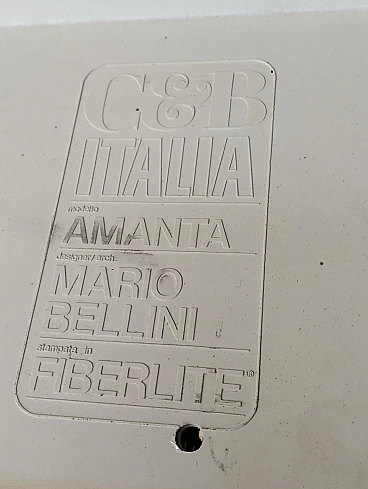 C&B
ITALIA
modello
AMANTA
designer/arch.
MARIO
BELLINI
stampato in
FIBERLITE®